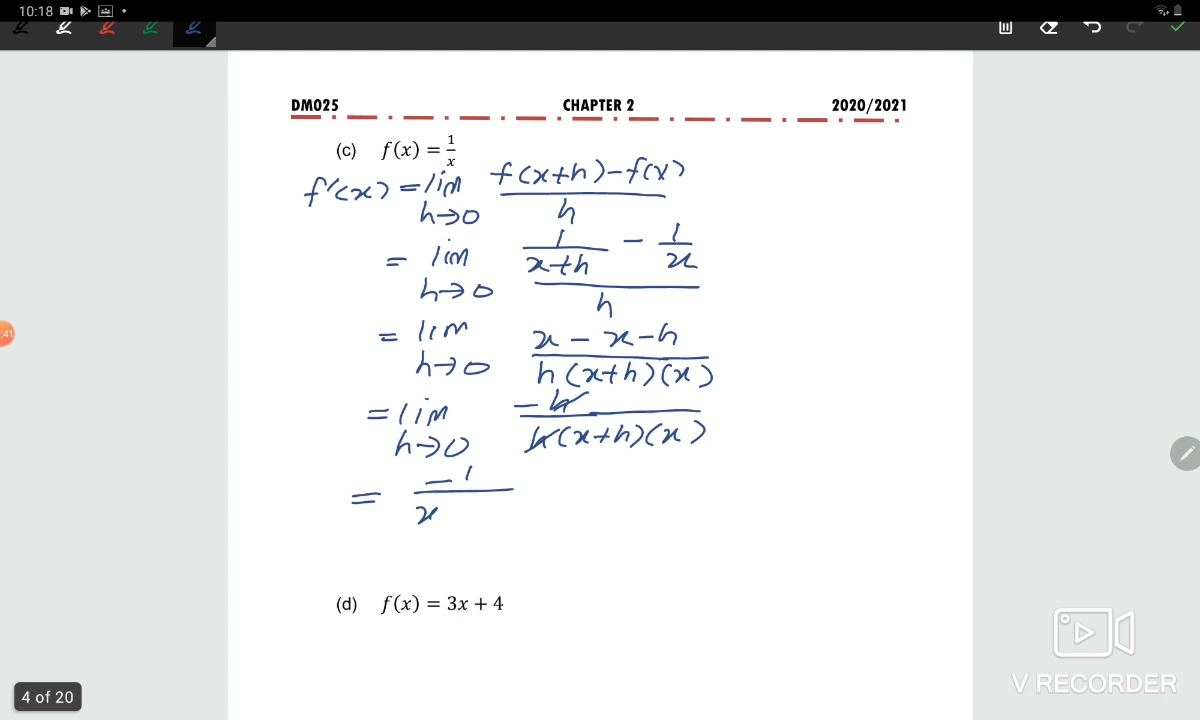 10:18
DM025 CHAPTER 2 2020/2021
(c) f(x) = 1/x
f'(x) = lim h→0 f(x+h)-f(x) / h
= lim h→0 1/(x+h) - 1/x / h
= lim h→0 x - x - h / h(x+h)(x)
= lim h→0 -h / h(x+h)(x)
= -1 / x
:41
(d) f(x) = 3x + 4
4 of 20
V RECORDER